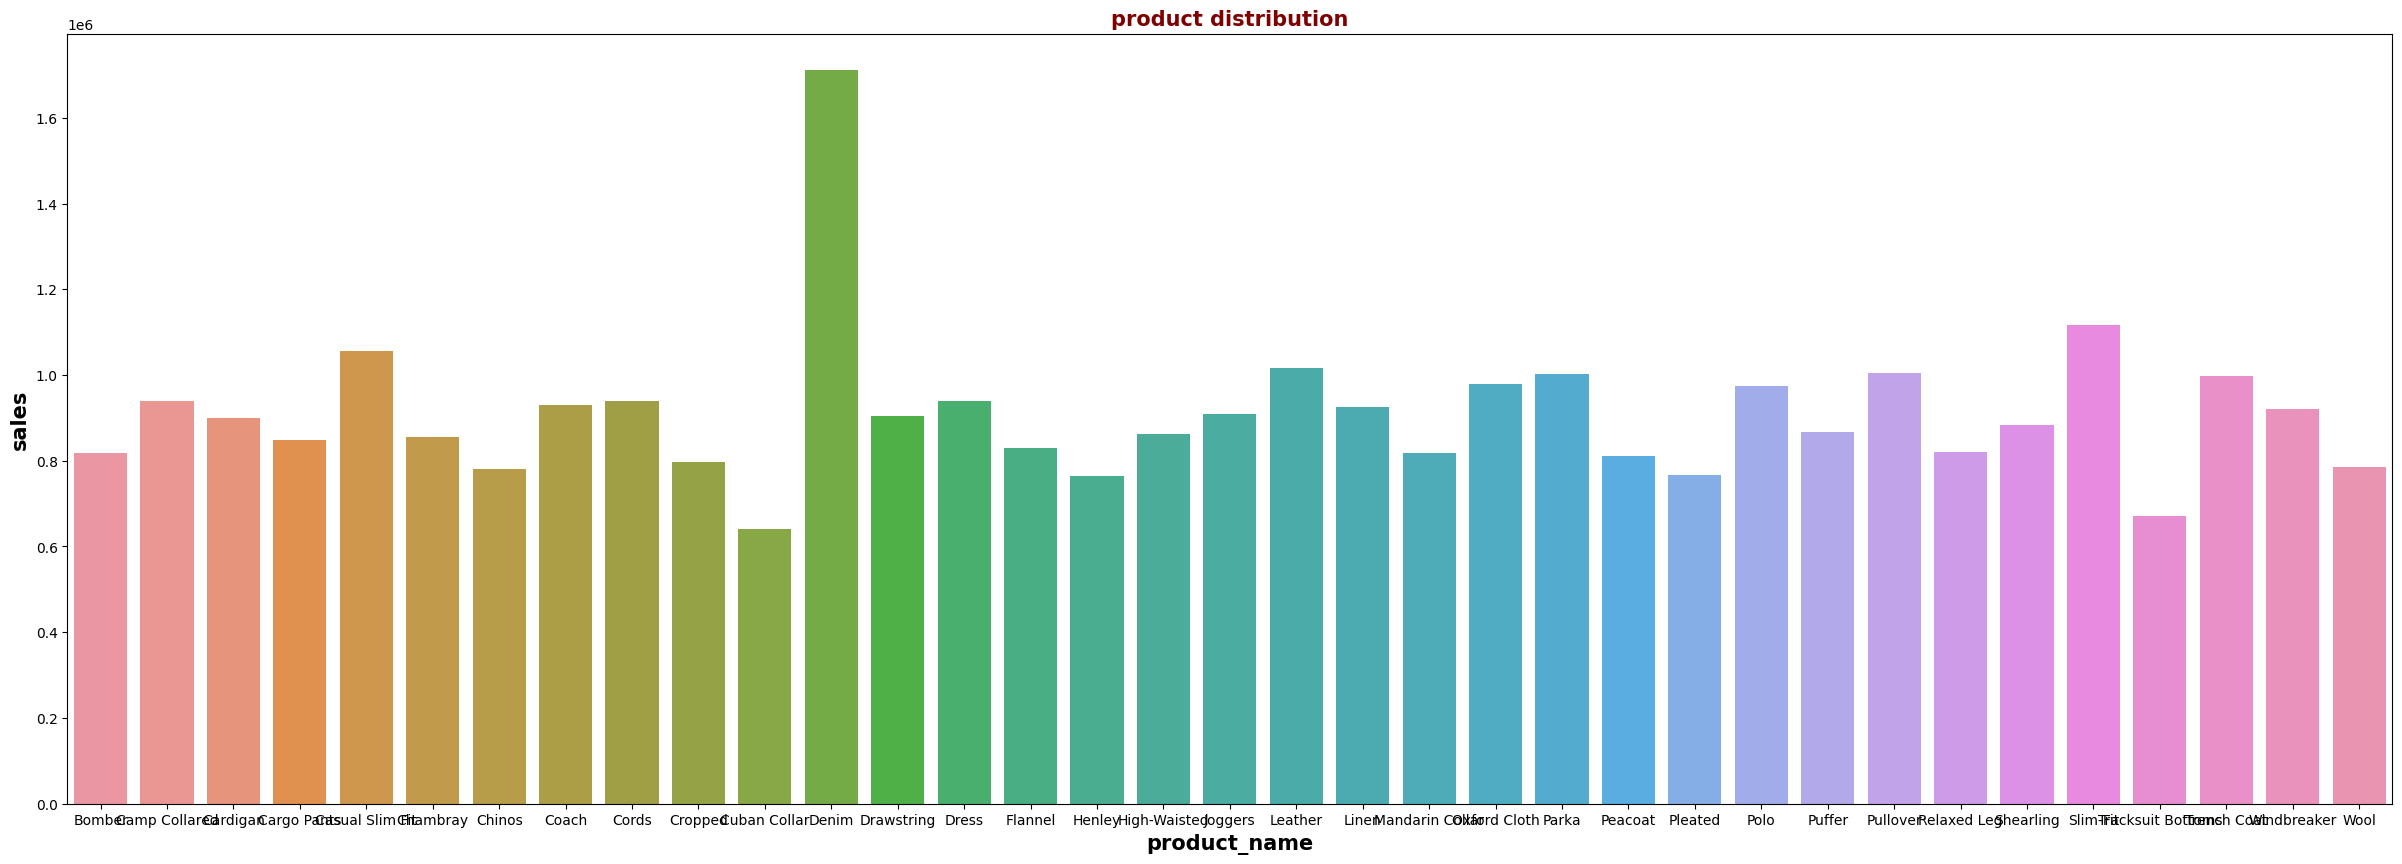 product distribution
1e6
1.6
1.4
1.2
1.0
0.8
0.6
0.4
0.2
0.0
sales
Bomber Camp Collared Cardigan Cargo Pants Casual Slim Fit Chambray Chinos Coach Cords Cropped Cuban Collar Denim Drawstring Dress Flannel Henley High-Waisted Joggers Leather Linen Mandarin Collar Oxford Cloth Parka Peacoat Pleated Polo Puffer Pullover Relaxed Leg Shearling Slim-Fit Tracksuit Bottoms Trench Coat Windbreaker Wool
product_name